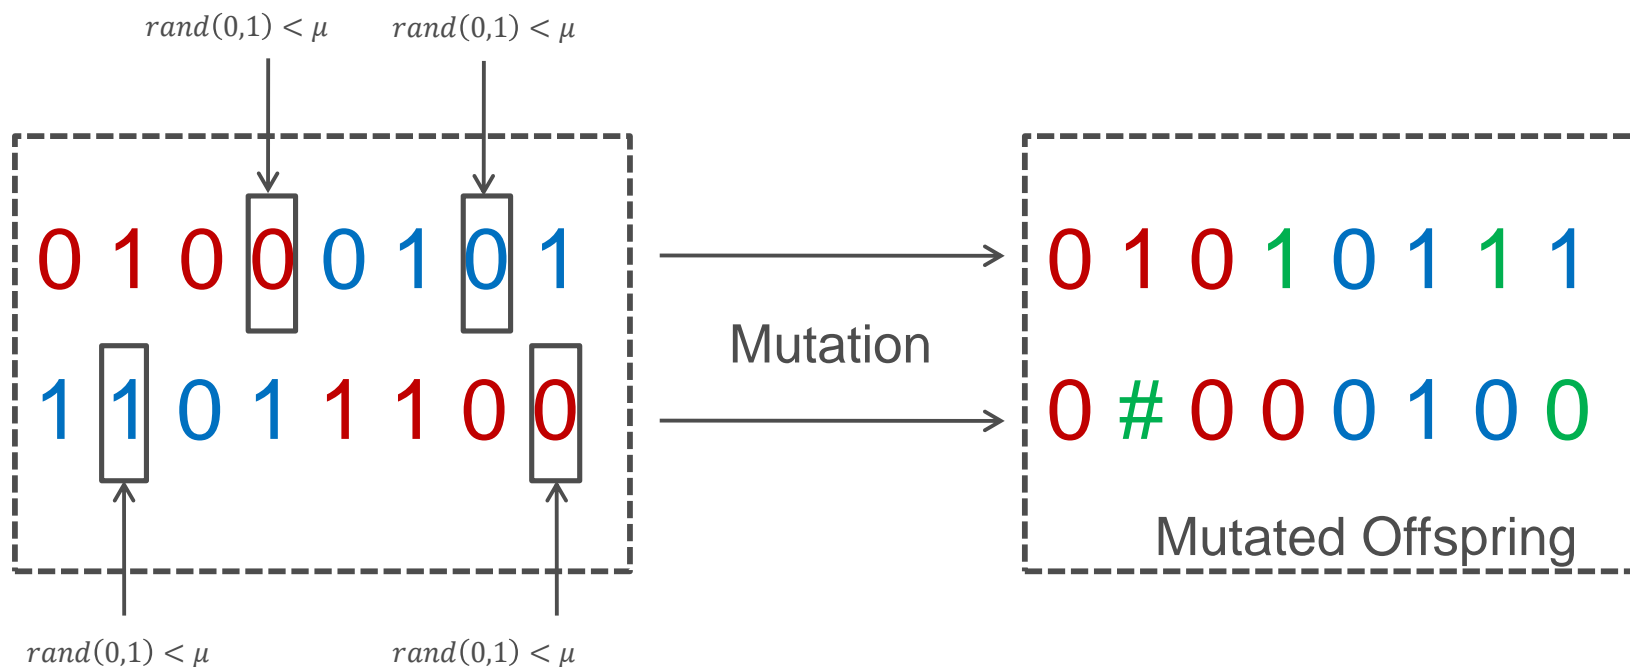 rand(0,1) < μ rand(0,1) < μ
0 1 0 0 0 1 0 1
1 1 0 1 1 1 0 0
rand(0,1) < μ rand(0,1) < μ
Mutation
0 1 0 1 0 1 1 1
0 # 0 0 0 1 0 0
Mutated Offspring